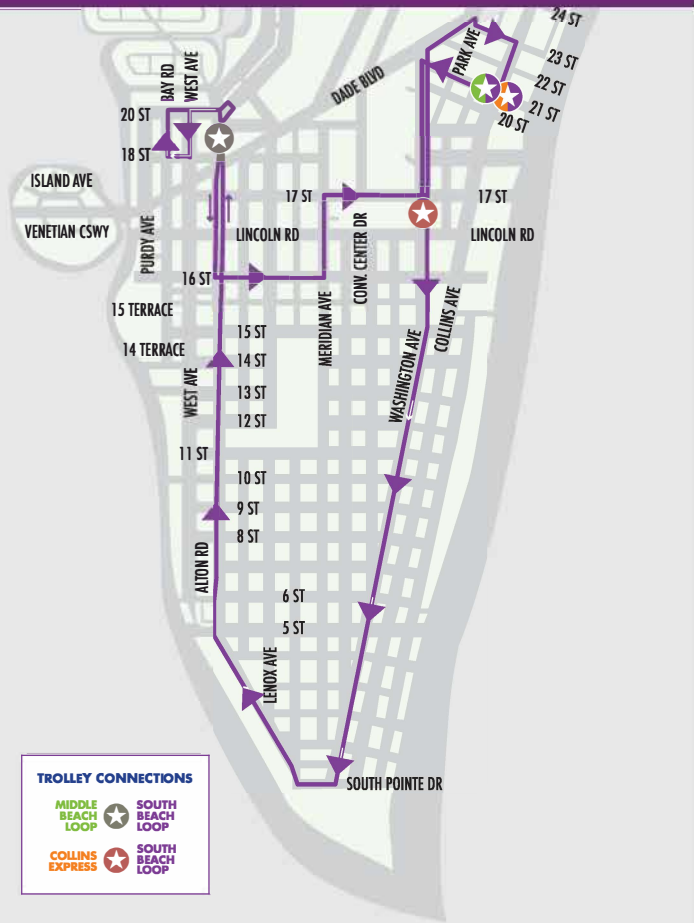 24 ST
PARK AVE
23 ST
22 ST
21 ST
20 ST
BAY RD
WEST AVE
DADE BLVD
20 ST
18 ST
ISLAND AVE
17 ST
17 ST
VENETIAN CSWY
PURDY AVE
LINCOLN RD
CONV. CENTER DR
LINCOLN RD
16 ST
15 TERRACE
MERIDIAN AVE
COLLINS AVE
15 ST
14 TERRACE
14 ST
WASHINGTON AVE
WEST AVE
13 ST
12 ST
11 ST
10 ST
9 ST
8 ST
ALTON RD
6 ST
5 ST
LENOX AVE
SOUTH POINTE DR
TROLLEY CONNECTIONS
MIDDLE
BEACH
LOOP
SOUTH
BEACH
LOOP
COLLINS
EXPRESS
SOUTH
BEACH
LOOP